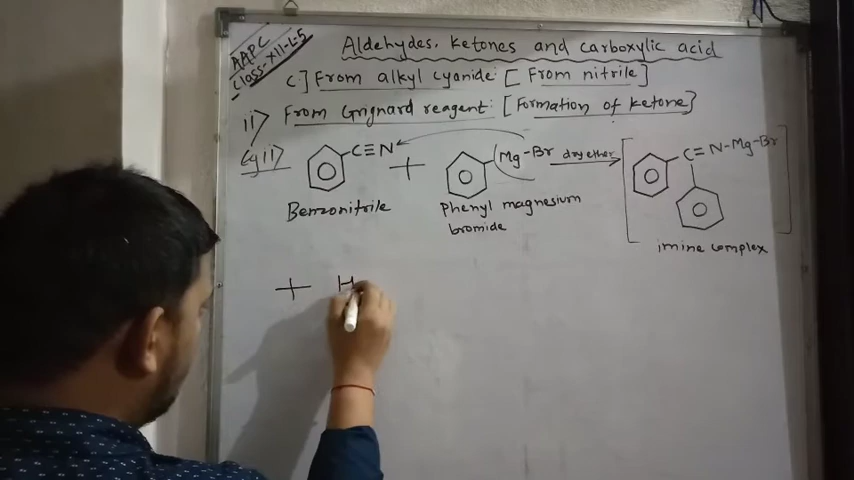 AAPC
Class-XII-L-5
Aldehydes, ketones and carboxylic acid
C.] From alkyl cyanide: [From nitrile]
II> From Grignard reagent: [Formation of ketone]
C≡N + (Mg-Br dry ether → [C=N-Mg-Br]
Benzonitrile
Phenyl magnesium
bromide
imine complex
+ H